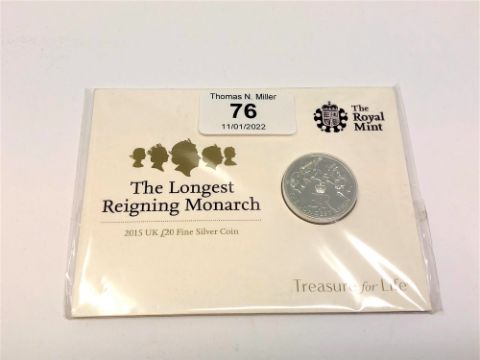 Thomas N. Miller
76
11/01/2022
The
Royal
Mint
The Longest
Reigning Monarch
2015 UK £20 Fine Silver Coin
Treasure for Life